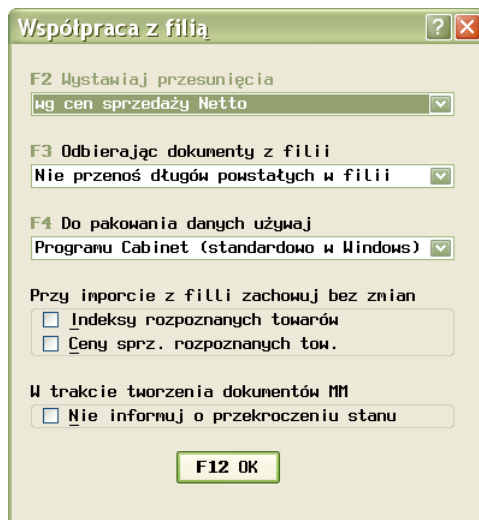 Współpraca z filią
F2 Wystawiaj przesunięcia
wg cen sprzedaży Netto
F3 Odbierając dokumenty z filii
Nie przenoś długów powstałych w filii
F4 Do pakowania danych używaj
Programu Cabinet (standardowo w Windows)
Przy imporcie z filli zachowuj bez zmian
Indeksy rozpoznanych towarów
Ceny sprz. rozpoznanych tow.
W trakcie tworzenia dokumentów MM
Nie informuj o przekroczeniu stanu
F12 OK